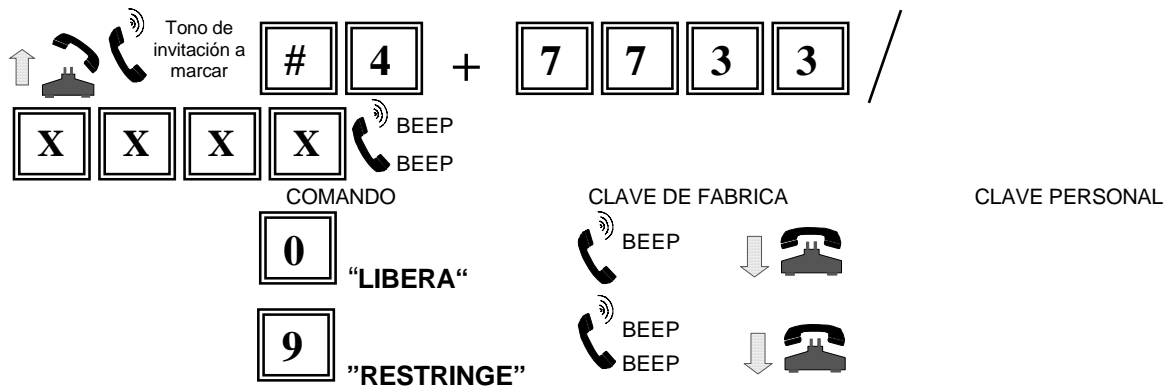 Tono de
invitación a
marcar
# 4 + 7 7 3 3 /
X X X X BEEP
BEEP
COMANDO CLAVE DE FABRICA CLAVE PERSONAL
0 “LIBERA“ BEEP
9 ”RESTRINGE” BEEP
BEEP